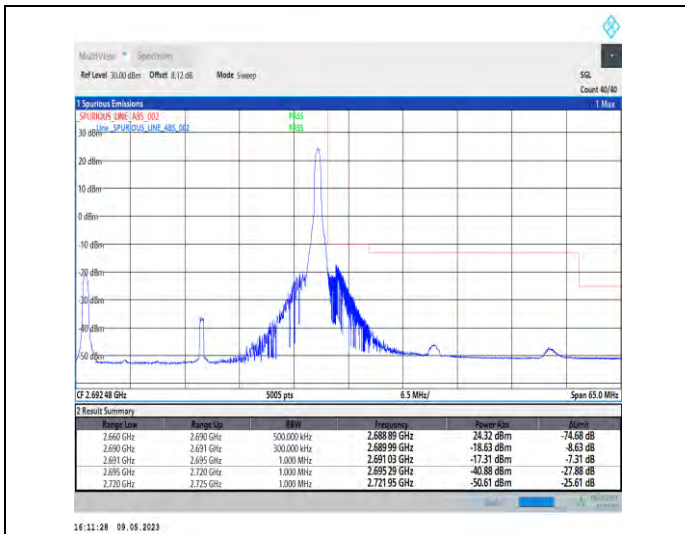 MultiView Spectrum
Ref Level 30.00 dBm Offset 8.12 dB Mode Sweep SGL
Count 40/40
1 Spurious Emissions 1 Max
_SPURIOUS_LINE_ABS_002 PASS
Line _SPURIOUS_LINE_ABS_002 PASS
30 dBm
20 dBm
10 dBm
0 dBm
-10 dBm
-20 dBm
-30 dBm
-40 dBm
-50 dBm
CF 2.692 48 GHz 5005 pts 6.5 MHz/ Span 65.0 MHz
2 Result Summary
Range Low Range Up RBW Frequency Power Abs ΔLimit
2.660 GHz 2.690 GHz 500.000 kHz 2.688 89 GHz 24.32 dBm -74.68 dB
2.690 GHz 2.691 GHz 300.000 kHz 2.689 99 GHz -18.63 dBm -8.63 dB
2.691 GHz 2.695 GHz 1.000 MHz 2.691 03 GHz -17.31 dBm -7.31 dB
2.695 GHz 2.720 GHz 1.000 MHz 2.695 29 GHz -40.88 dBm -27.88 dB
2.720 GHz 2.725 GHz 1.000 MHz 2.721 95 GHz -50.61 dBm -25.61 dB
16:11:28 09.05.2023